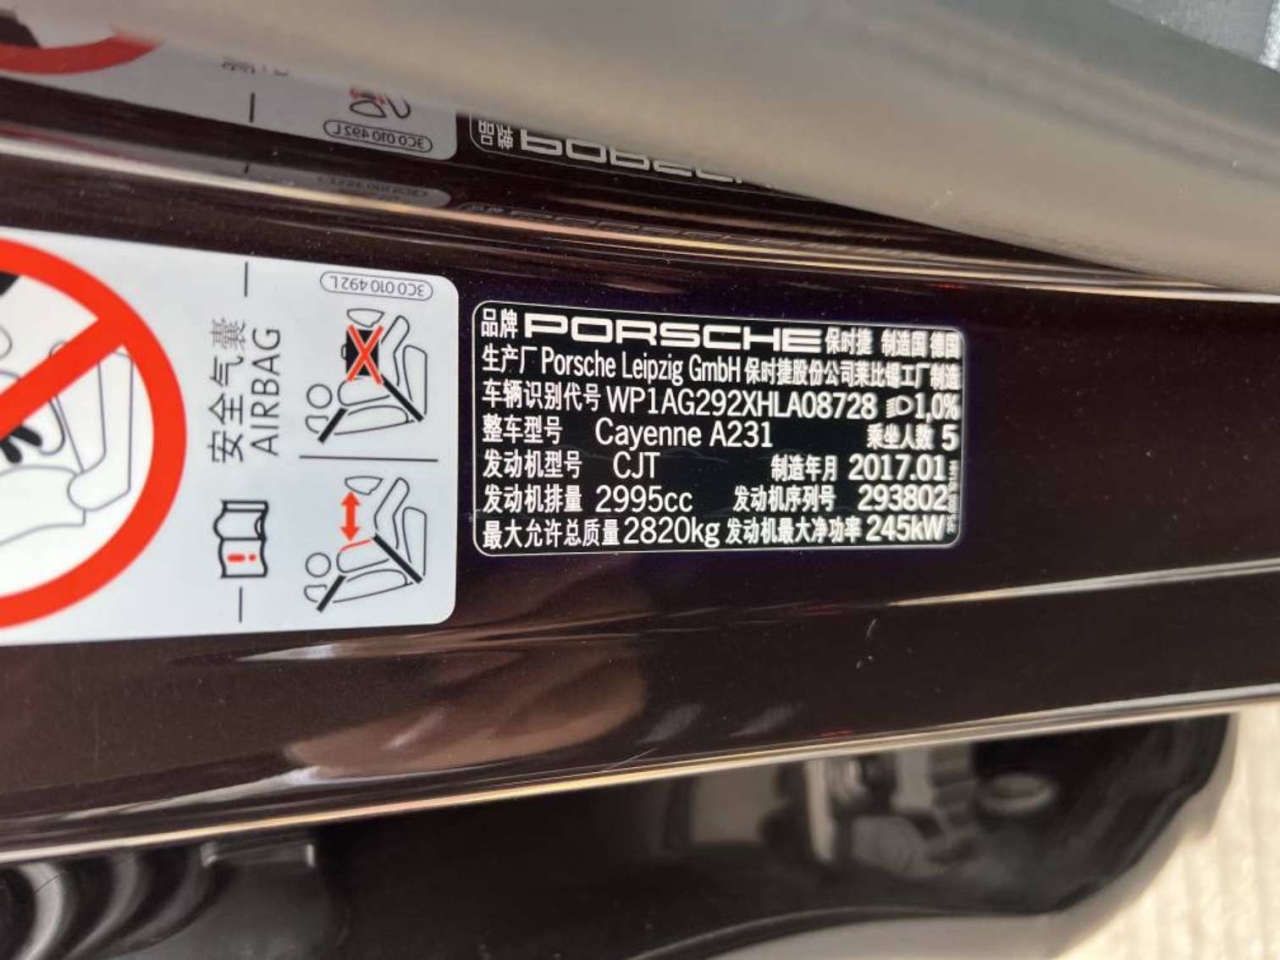 3C0 010 492 L
安全气囊
AIRBAG
3C0 010 492 L
品牌 PORSCHE 保时捷 制造国 德国
生产厂 Porsche Leipzig GmbH 保时捷股份公司莱比锡工厂制造
车辆识别代号 WP1AG292XHLA08728 1,0%
整车型号 Cayenne A231 乘坐人数 5
发动机型号 CJT 制造年月 2017.01
发动机排量 2995cc 发动机序列号 293802
最大允许总质量 2820kg 发动机最大净功率 245kW